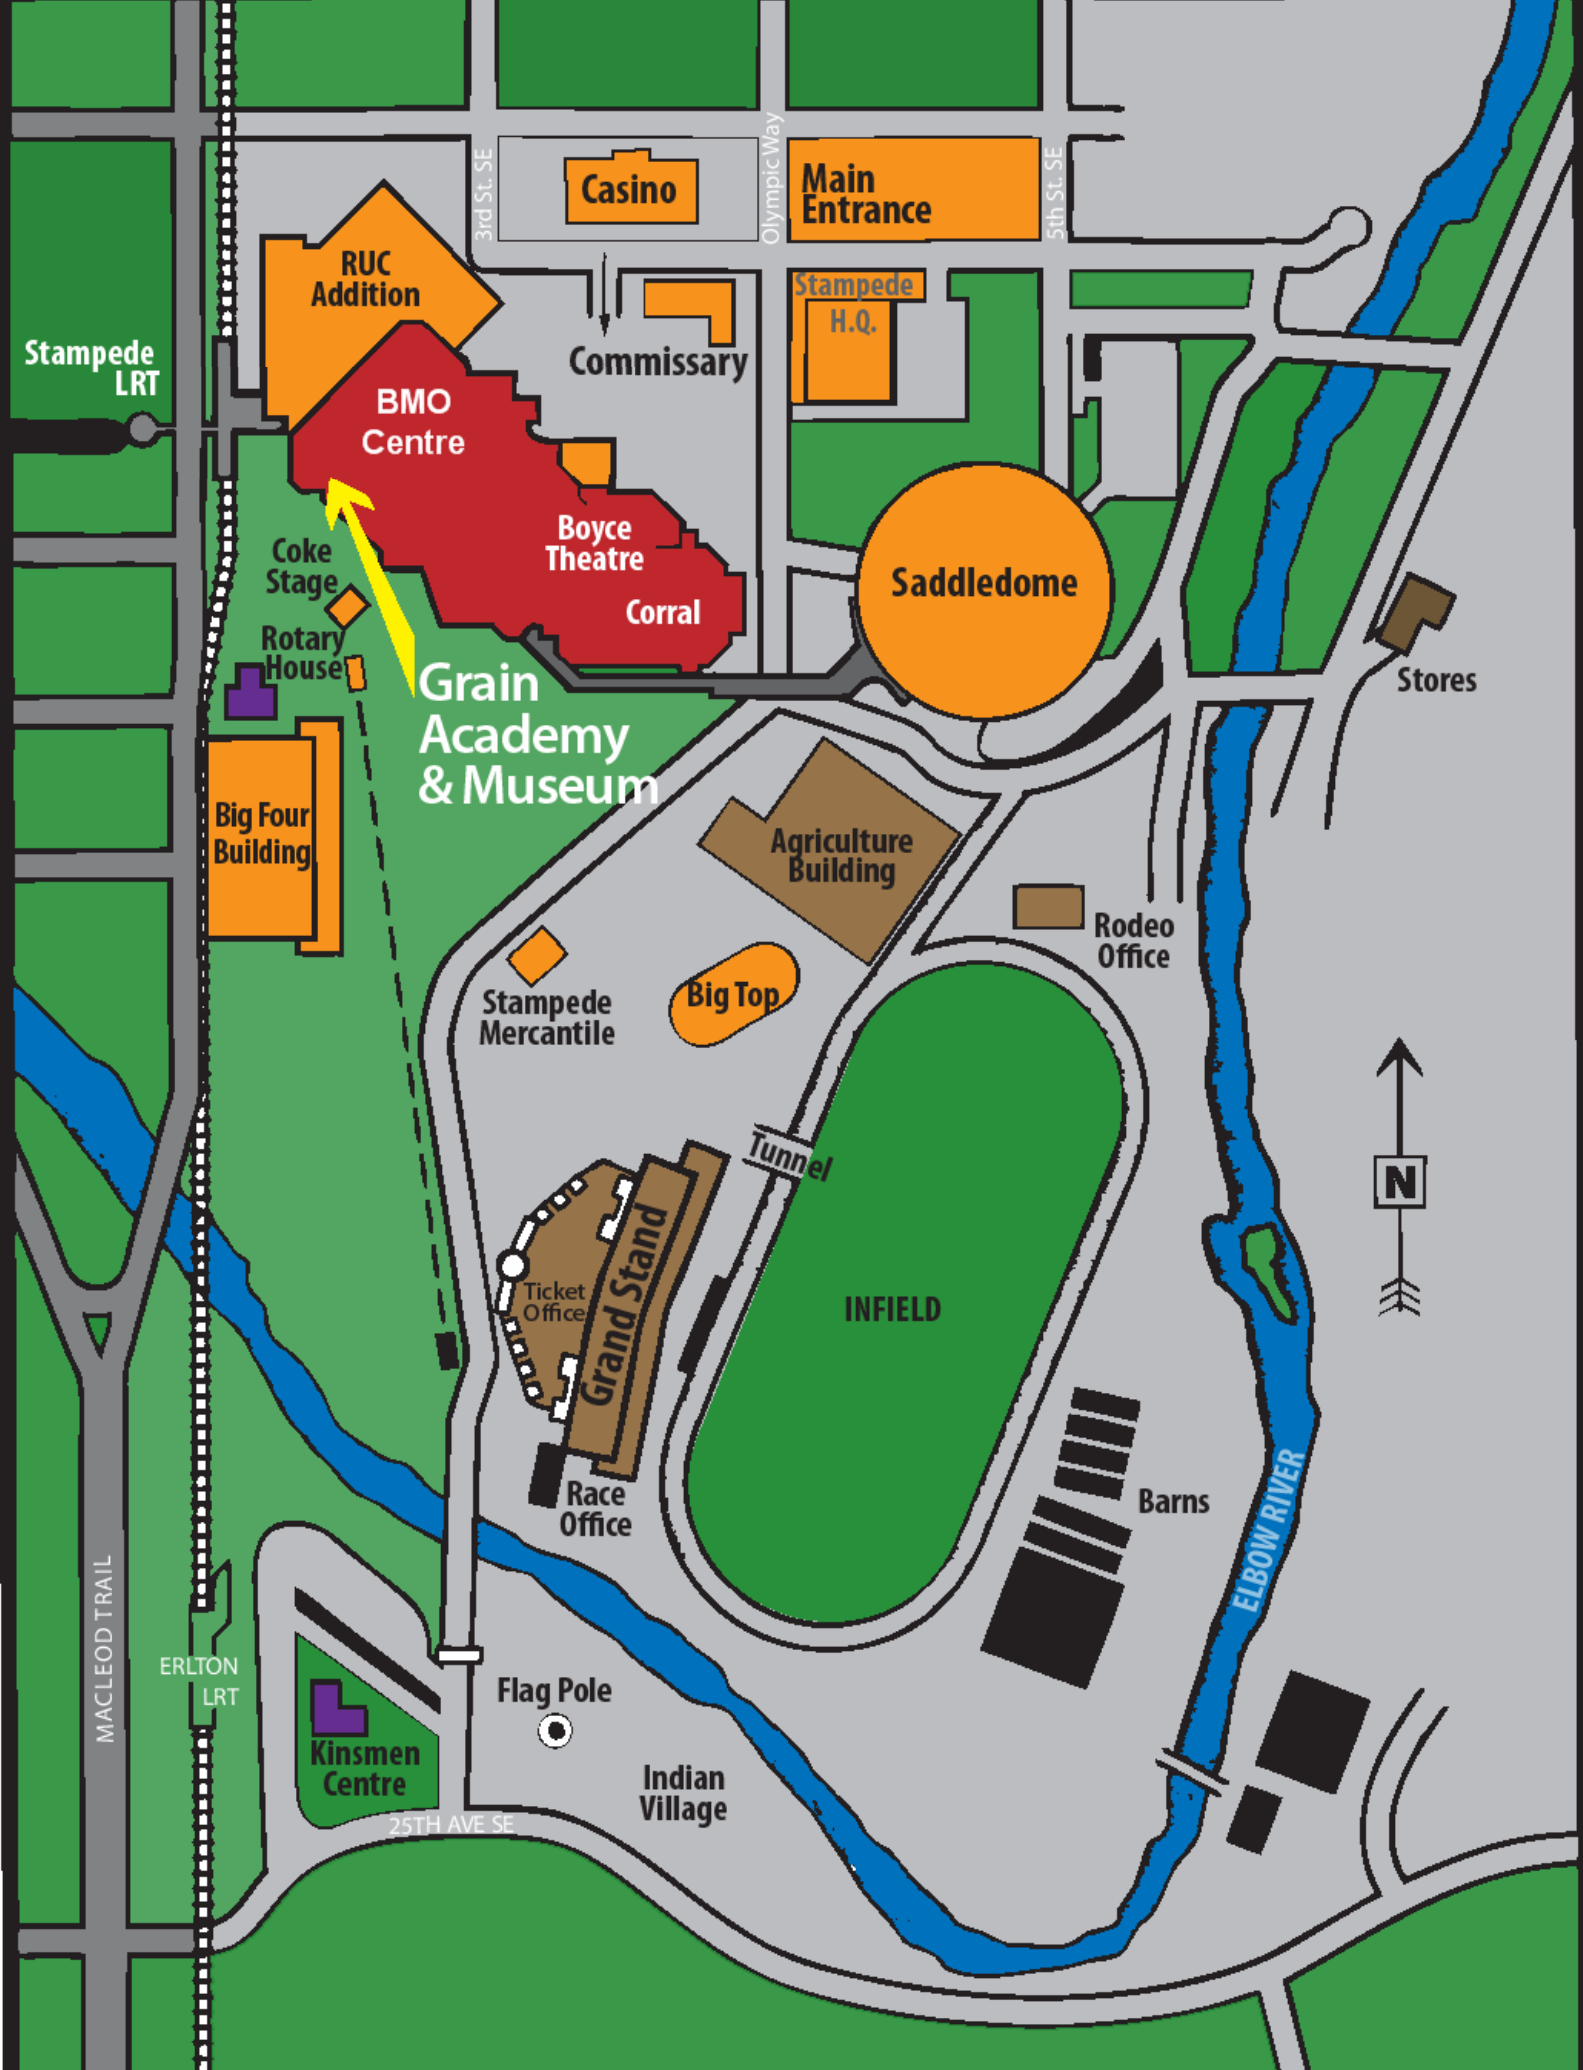 3rd St. SE
Casino
Olympic Way
Main
Entrance
5th St. SE
RUC
Addition
Stampede
H.Q.
Stampede
LRT
Commissary
BMO
Centre
Boyce
Theatre
Corral
Saddledome
Coke
Stage
Rotary
House
Stores
Grain
Academy
& Museum
Big Four
Building
Agriculture
Building
Rodeo
Office
Stampede
Mercantile
Big Top
Tunnel
N
Grand Stand
Ticket
Office
INFIELD
Race
Office
Barns
ELBOW RIVER
MACLEOD TRAIL
ERLTON
LRT
Flag Pole
Kinsmen
Centre
Indian
Village
25TH AVE SE